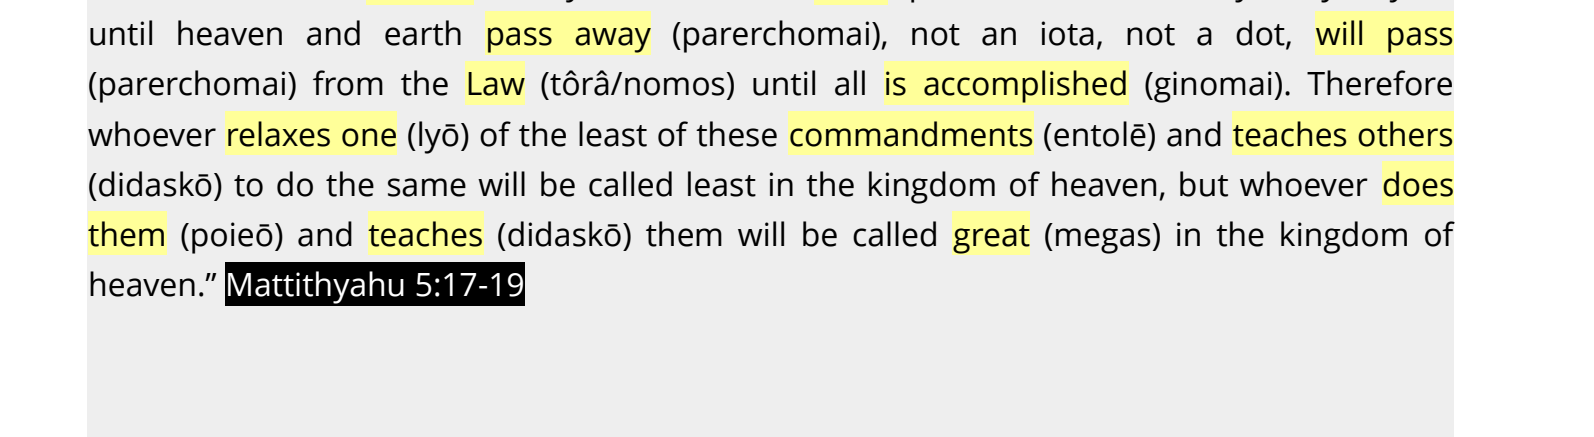 until heaven and earth pass away (parerchomai), not an iota, not a dot, will pass
(parerchomai) from the Law (tôrâ/nomos) until all is accomplished (ginomai). Therefore
whoever relaxes one (lyō) of the least of these commandments (entolē) and teaches others
(didaskō) to do the same will be called least in the kingdom of heaven, but whoever does
them (poieō) and teaches (didaskō) them will be called great (megas) in the kingdom of
heaven.” Mattithyahu 5:17-19